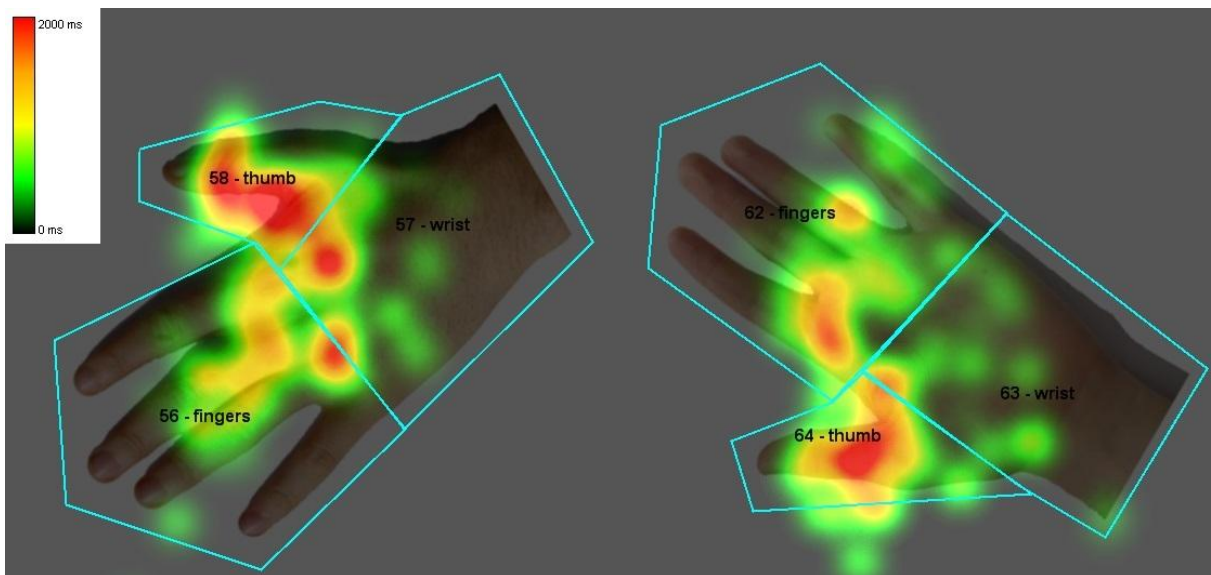 2000 ms
0 ms
58 - thumb
57 - wrist
56 - fingers
62 - fingers
63 - wrist
64 - thumb